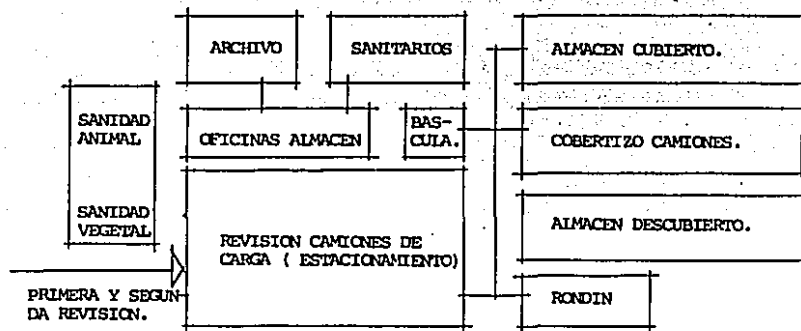 ARCHIVO
SANITARIOS
ALMACEN CUBIERTO.
SANIDAD
ANIMAL
OFICINAS ALMACEN
BAS-
CULA.
COBERTIZO CAMIONES.
SANIDAD
VEGETAL
ALMACEN DESCUBIERTO.
REVISION CAMIONES DE
CARGA ( ESTACIONAMIENTO)
PRIMERA Y SEGUN
DA REVISION.
RONDIN